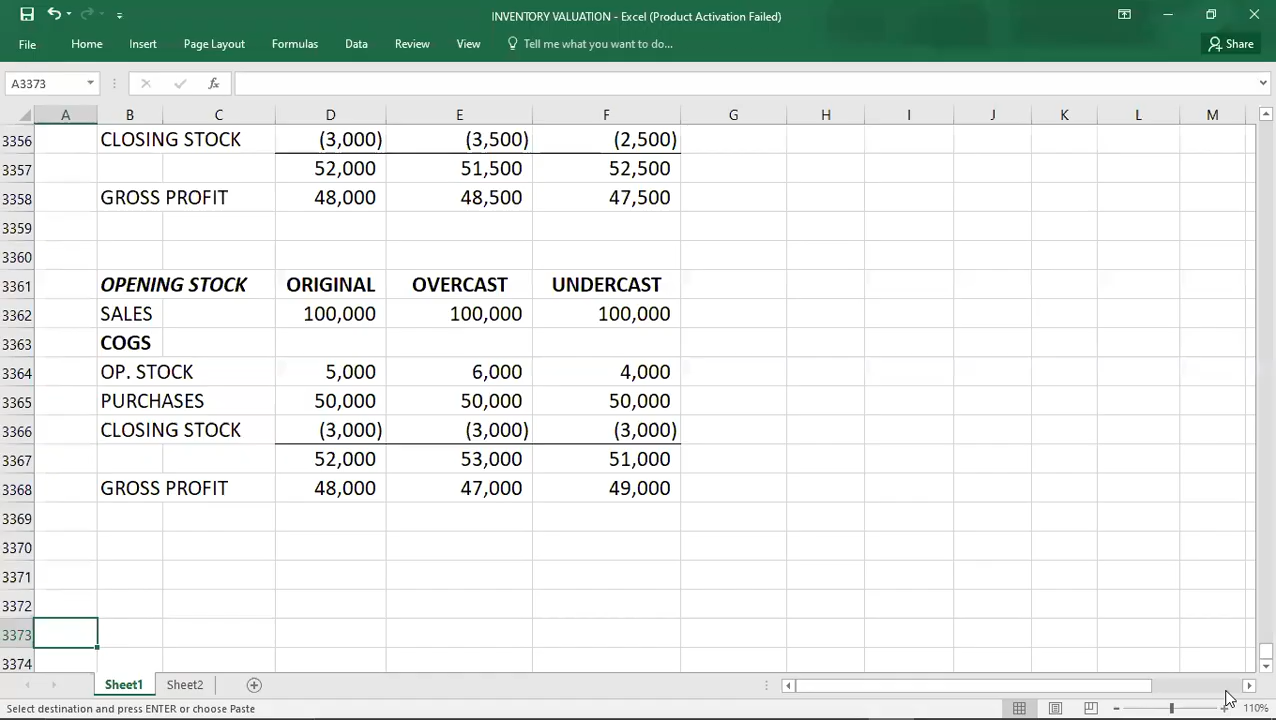 INVENTORY VALUATION - Excel (Product Activation Failed)
File Home Insert Page Layout Formulas Data Review View Tell me what you want to do... Share
A3373 fx
A B C D E F G H I J K L M
3356 CLOSING STOCK (3,000) (3,500) (2,500)
3357 52,000 51,500 52,500
3358 GROSS PROFIT 48,000 48,500 47,500
3359
3360
3361 OPENING STOCK ORIGINAL OVERCAST UNDERCAST
3362 SALES 100,000 100,000 100,000
3363 COGS
3364 OP. STOCK 5,000 6,000 4,000
3365 PURCHASES 50,000 50,000 50,000
3366 CLOSING STOCK (3,000) (3,000) (3,000)
3367 52,000 53,000 51,000
3368 GROSS PROFIT 48,000 47,000 49,000
3369
3370
3371
3372
3373
3374
Sheet1 Sheet2
Select destination and press ENTER or choose Paste 110%